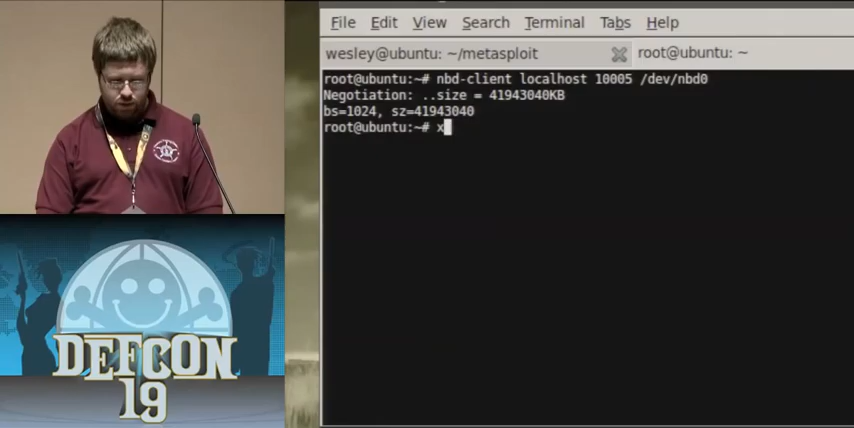 File Edit View Search Terminal Tabs Help
wesley@ubuntu: ~/metasploit
root@ubuntu: ~
root@ubuntu:~# nbd-client localhost 10005 /dev/nbd0
Negotiation: ..size = 41943040KB
bs=1024, sz=41943040
root@ubuntu:~# x
DEFCON
19